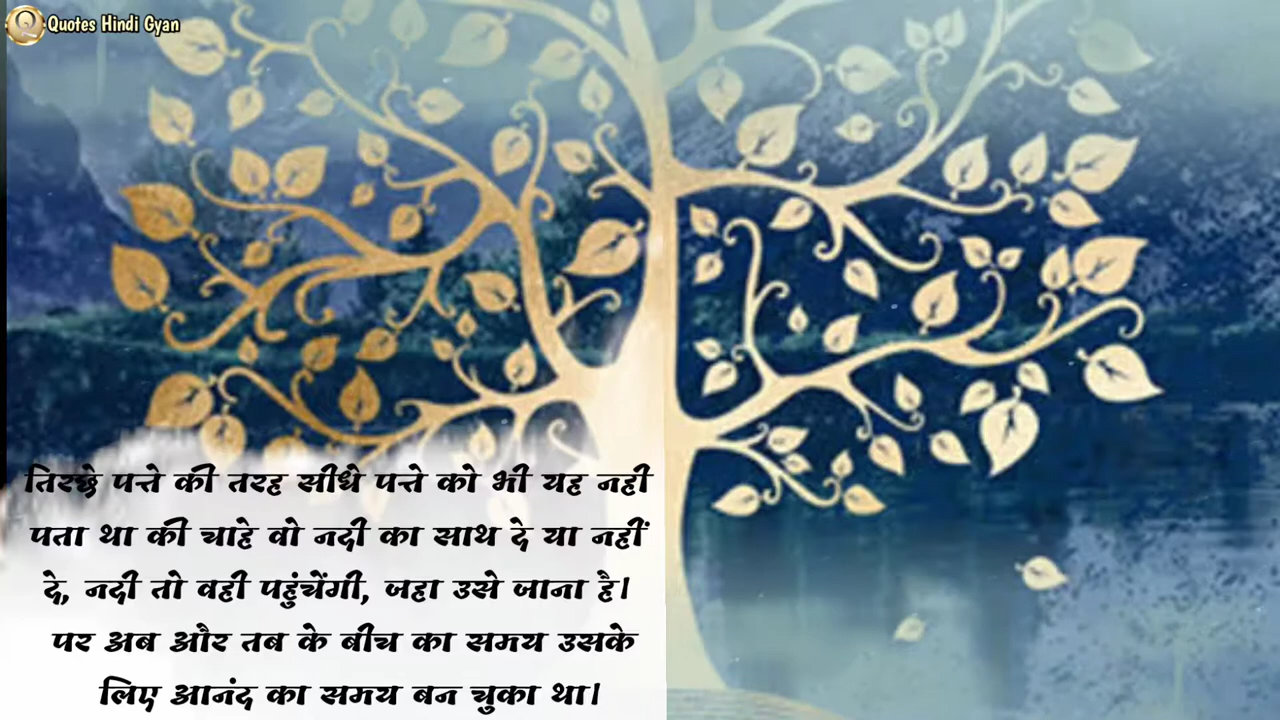 Quotes Hindi Gyan
तिरछे पत्ते की तरह सीधे पत्ते को भी यह नही
पता था की चाहे वो नदी का साथ दे या नहीं
दे, नदी तो वही पहुंचेंगी, जहा उसे जाना है।
पर अब और तब के बीच का समय उसके
लिए आनंद का समय बन चुका था।